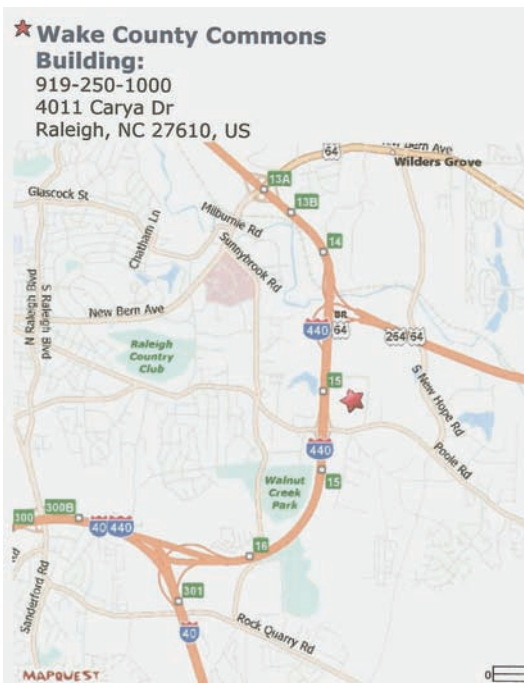 Wake County Commons
Building:
919-250-1000
4011 Carya Dr
Raleigh, NC 27610, US
64
New Bern Ave
Wilders Grove
13A
Glascock St
13B
Milburnie Rd
Chatham Ln
14
Sunnybrook Rd
N Raleigh Blvd
S Raleigh Blvd
New Bern Ave
BR
440
64
264 64
Raleigh
Country
Club
15
S New Hope Rd
440
Poole Rd
15
Walnut
Creek
Park
300
300B
40 440
16
Rd
Sanderford Rd
301
40
Rock Quarry Rd
MAPQUEST
0